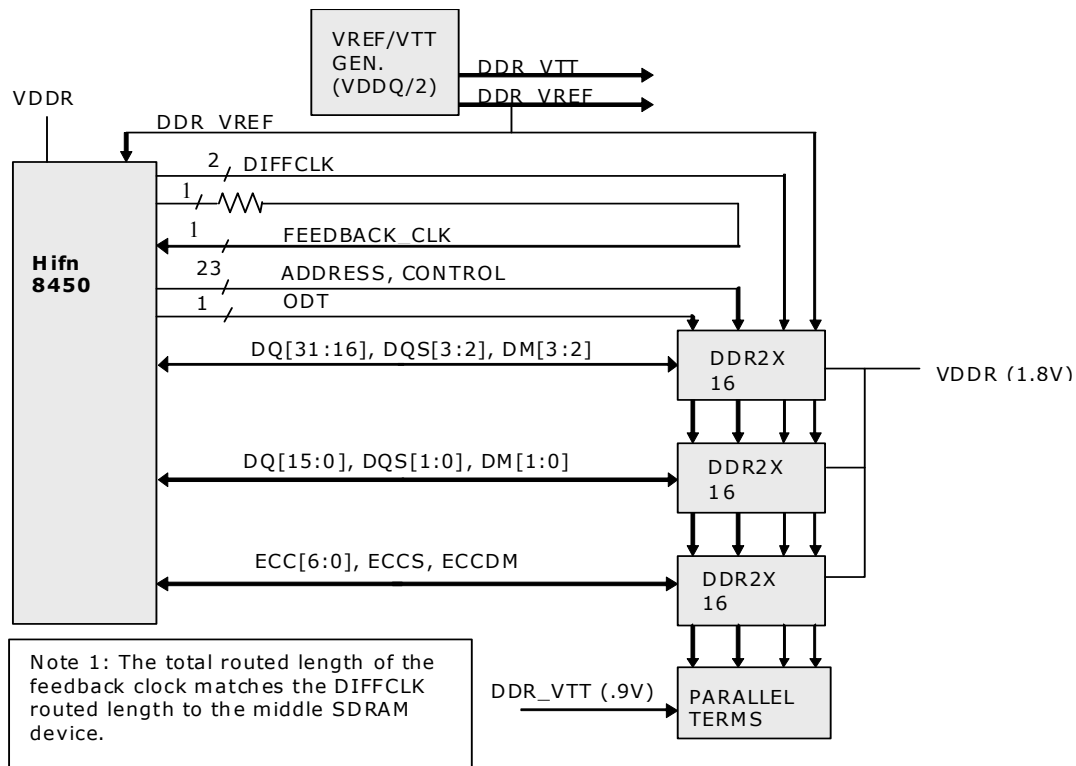 VREF/VTT
GEN.
(VDDQ/2)
DDR_VTT
DDR_VREF
VDDR
DDR_VREF
2 DIFFCLK
1
1 FEEDBACK_CLK
Hifn
8450
23 ADDRESS, CONTROL
1 ODT
DQ[31:16], DQS[3:2], DM[3:2]
DDR2X
16
VDDR (1.8V)
DQ[15:0], DQS[1:0], DM[1:0]
DDR2X
16
ECC[6:0], ECCS, ECCDM
DDR2X
16
Note 1: The total routed length of the
feedback clock matches the DIFFCLK
routed length to the middle SDRAM
device.
DDR_VTT (.9V)
PARALLEL
TERMS